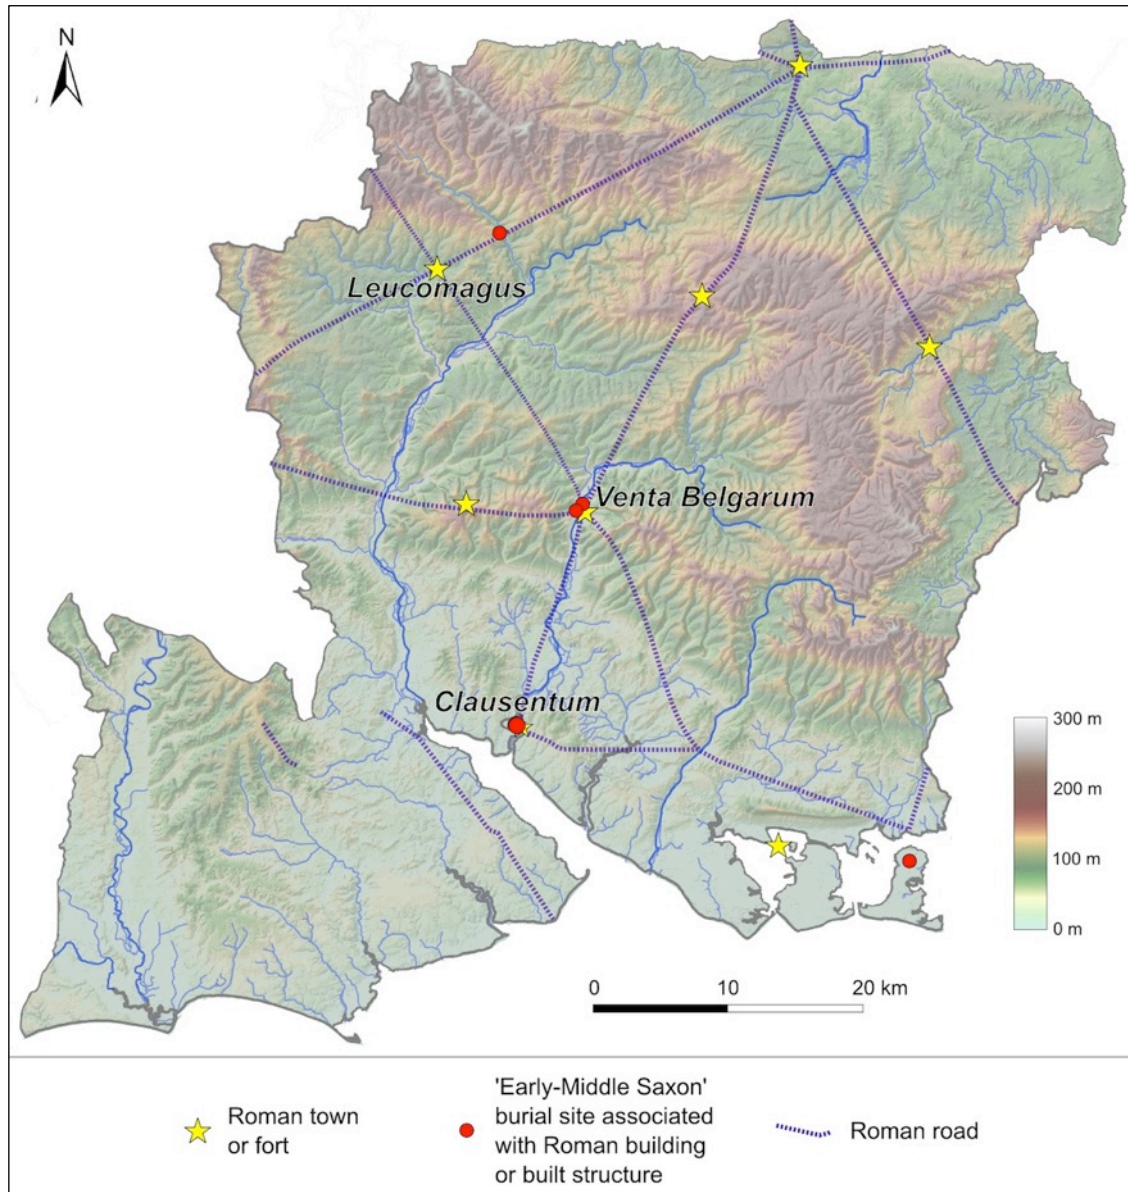 N
Leucomagus
Venta Belgarum
Clausentum
300 m
200 m
100 m
0 m
0 10 20 km
Roman town
or fort
'Early-Middle Saxon'
burial site associated
with Roman building
or built structure
Roman road